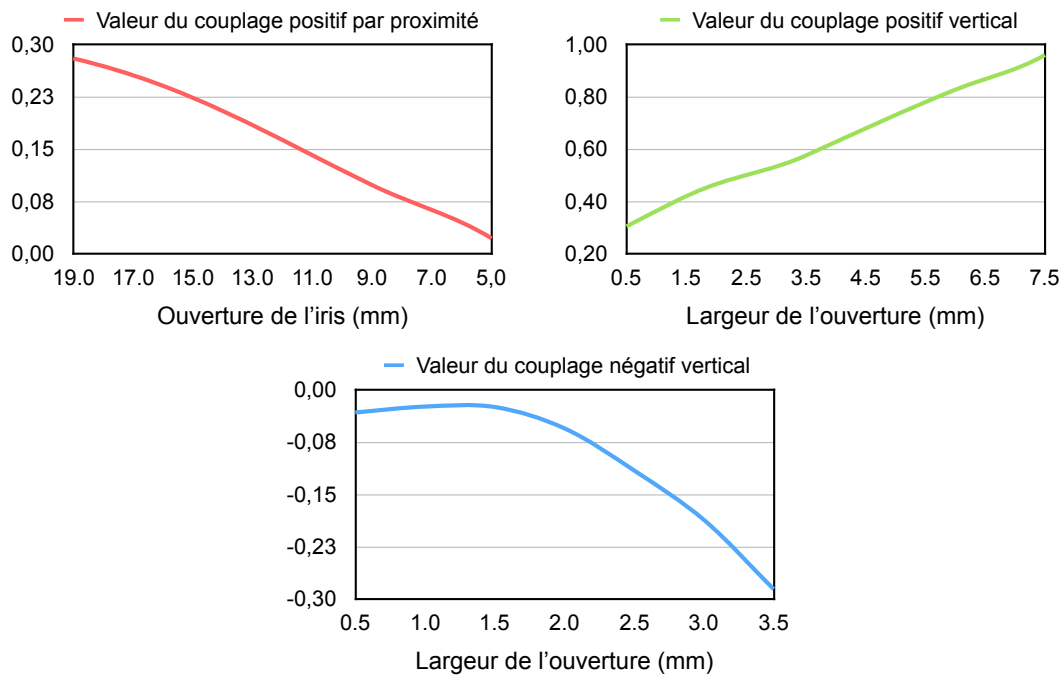 Valeur du couplage positif par proximité
0,30
0,23
0,15
0,08
0,00
19.0 17.0 15.0 13.0 11.0 9.0 7.0 5,0
Ouverture de l’iris (mm)
Valeur du couplage positif vertical
1,00
0,80
0,60
0,40
0,20
0.5 1.5 2.5 3.5 4.5 5.5 6.5 7.5
Largeur de l’ouverture (mm)
Valeur du couplage négatif vertical
0,00
-0,08
-0,15
-0,23
-0,30
0.5 1.0 1.5 2.0 2.5 3.0 3.5
Largeur de l’ouverture (mm)